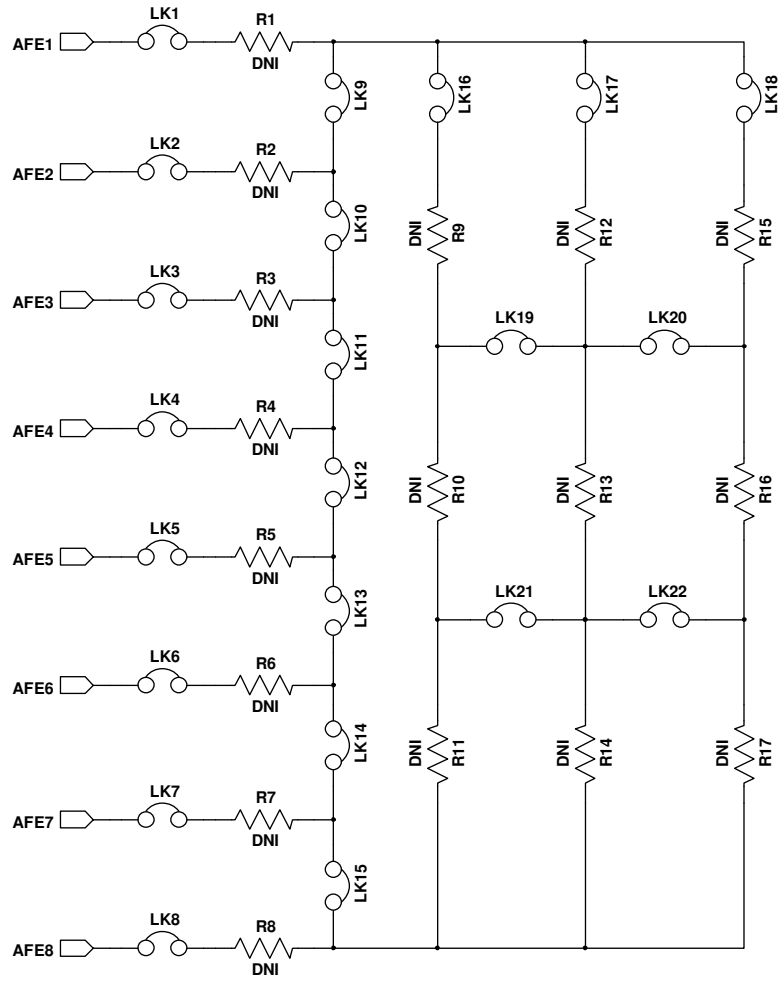 LK1
R1
AFE1
DNI
LK9
LK16
LK17
LK18
LK2
R2
AFE2
DNI
LK10
DNI
R9
DNI
R12
DNI
R15
LK3
R3
AFE3
DNI
LK11
LK19
LK20
LK4
R4
AFE4
DNI
LK12
DNI
R10
DNI
R13
DNI
R16
LK5
R5
AFE5
DNI
LK13
LK21
LK22
LK6
R6
AFE6
DNI
LK14
DNI
R11
DNI
R14
DNI
R17
LK7
R7
AFE7
DNI
LK15
LK8
R8
AFE8
DNI